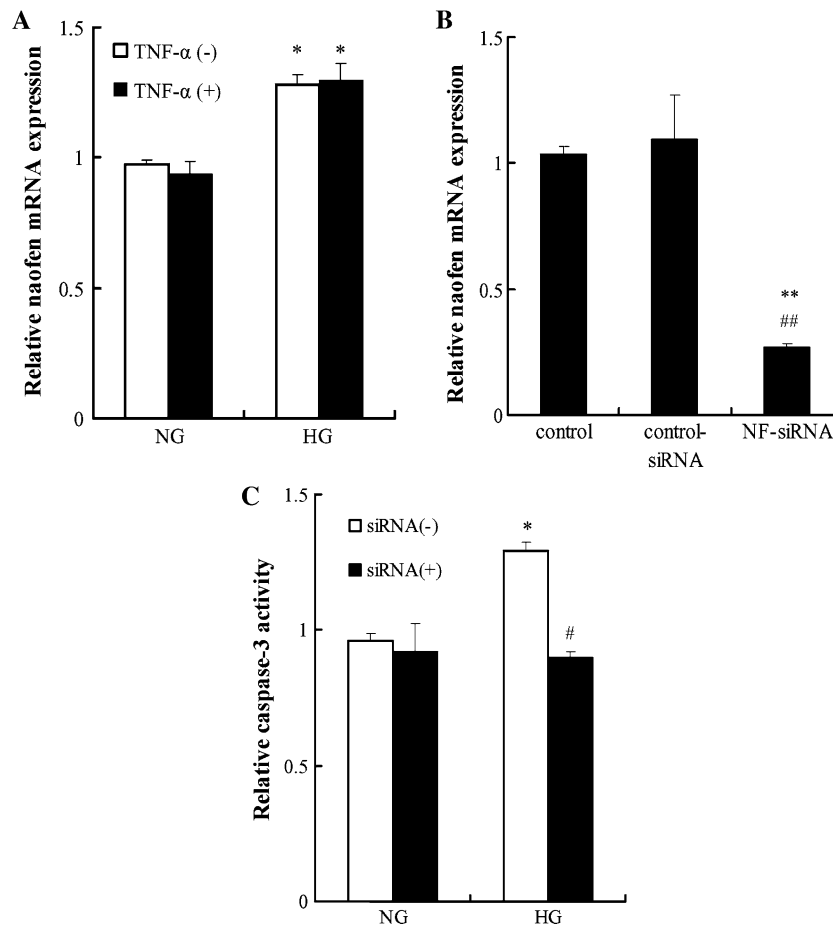 A
Relative naofen mRNA expression
1.5
1
0.5
0
TNF-α (-)
TNF-α (+)
* *
NG HG
B
Relative naofen mRNA expression
1.5
1
0.5
0
**
##
control control- NF-siRNA
siRNA
C
Relative caspase-3 activity
1.5
1
0.5
0
siRNA(-)
siRNA(+)
*
#
NG HG